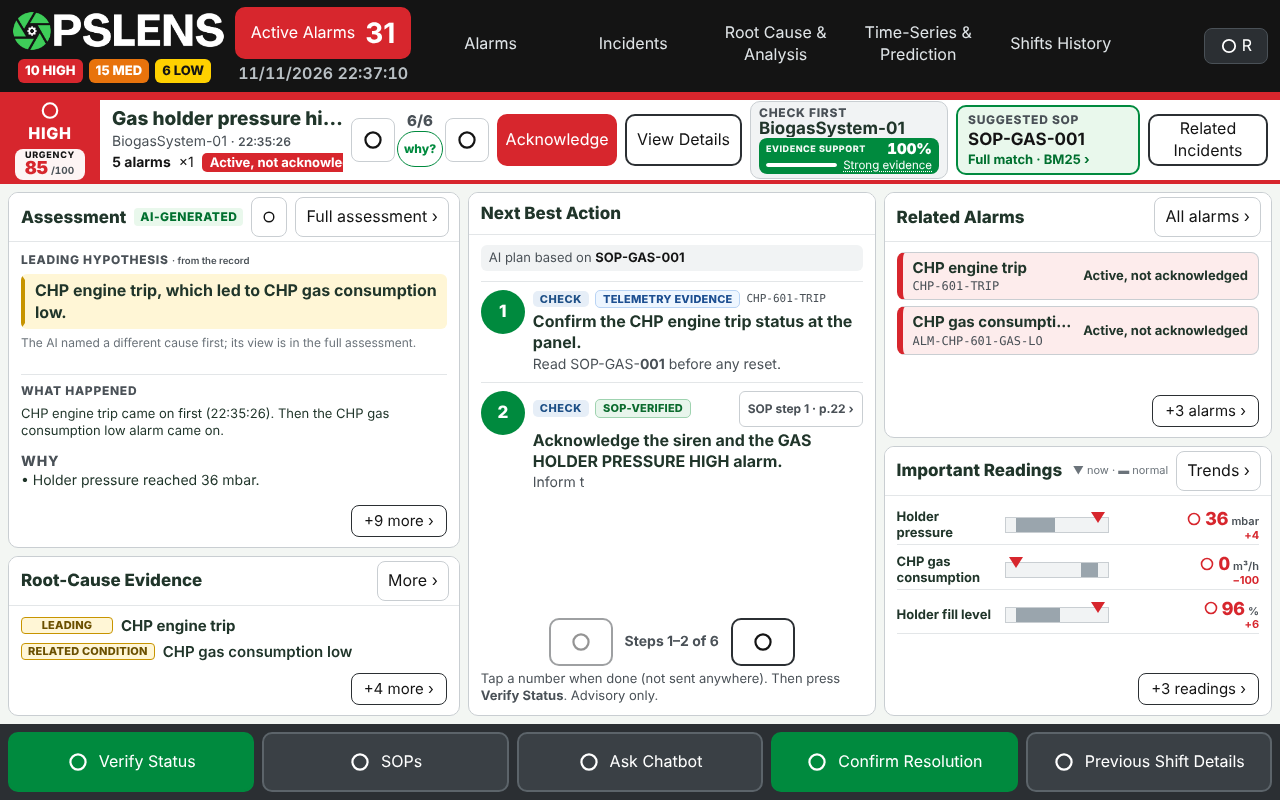 OPSLENS
10 HIGH
15 MED
6 LOW
Active Alarms 31
11/11/2026 22:37:10
Alarms
Incidents
Root Cause &
Analysis
Time-Series &
Prediction
Shifts History
R
HIGH
URGENCY
85 /100
Gas holder pressure hi…
BiogasSystem-01 · 22:35:26
5 alarms ×1 Active, not acknowle
6/6
why?
Acknowledge
View Details
CHECK FIRST
BiogasSystem-01
EVIDENCE SUPPORT 100%
Strong evidence
SUGGESTED SOP
SOP-GAS-001
Full match · BM25 ›
Related
Incidents
Assessment AI-GENERATED
Full assessment ›
LEADING HYPOTHESIS · from the record
CHP engine trip, which led to CHP gas consumption
low.
The AI named a different cause first; its view is in the full assessment.
WHAT HAPPENED
CHP engine trip came on first (22:35:26). Then the CHP gas
consumption low alarm came on.
WHY
• Holder pressure reached 36 mbar.
+9 more ›
Root-Cause Evidence
More ›
LEADING CHP engine trip
RELATED CONDITION CHP gas consumption low
+4 more ›
Next Best Action
AI plan based on SOP-GAS-001
1
CHECK TELEMETRY EVIDENCE CHP-601-TRIP
Confirm the CHP engine trip status at the
panel.
Read SOP-GAS-001 before any reset.
2
CHECK SOP-VERIFIED SOP step 1 · p.22 ›
Acknowledge the siren and the GAS
HOLDER PRESSURE HIGH alarm.
Inform t
Steps 1–2 of 6
Tap a number when done (not sent anywhere). Then press
Verify Status. Advisory only.
Related Alarms
All alarms ›
CHP engine trip
CHP-601-TRIP
Active, not acknowledged
CHP gas consumpti…
ALM-CHP-601-GAS-LO
Active, not acknowledged
+3 alarms ›
Important Readings
▼ now · ▬ normal
Trends ›
Holder
pressure
36 mbar
+4
CHP gas
consumption
0 m³/h
−100
Holder fill level
96 %
+6
+3 readings ›
Verify Status
SOPs
Ask Chatbot
Confirm Resolution
Previous Shift Details